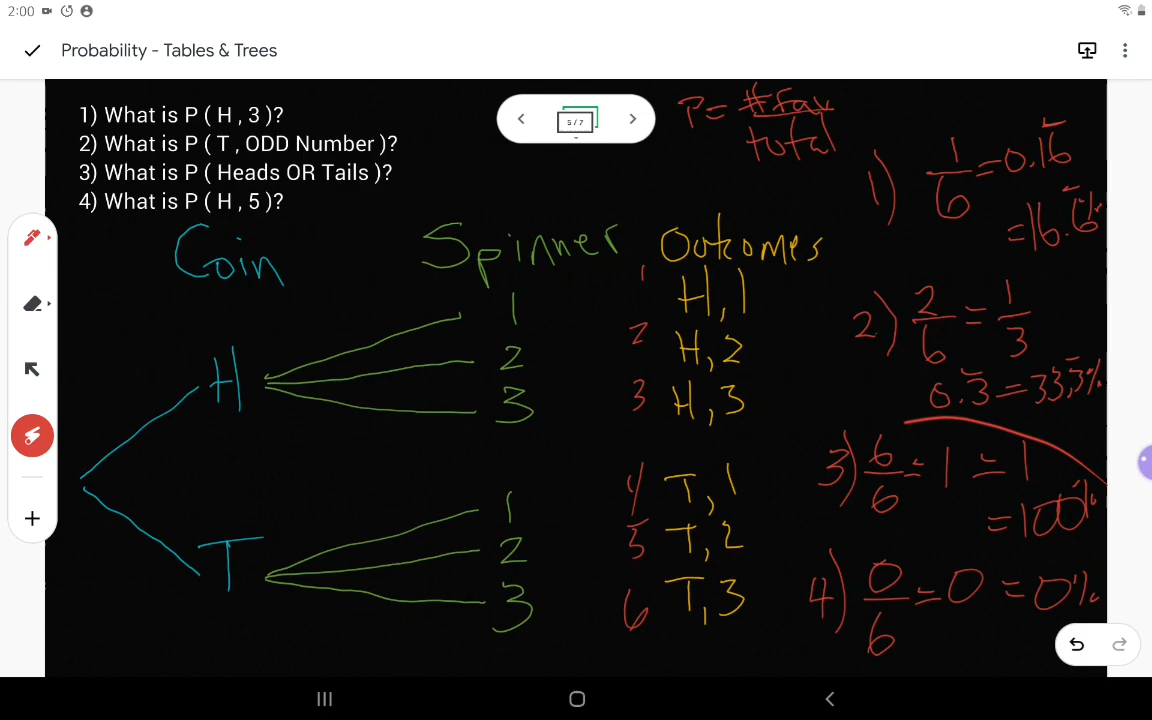 2:00
Probability - Tables & Trees
1) What is P ( H , 3 )?
2) What is P ( T , ODD Number )?
3) What is P ( Heads OR Tails )?
4) What is P ( H , 5 )?
5 / 7
P = # Fav / total
Coin Spinner Outcomes
H
1
2
3
T
1
2
3
1 H, 1
2 H, 2
3 H, 3
4 T, 1
5 T, 2
6 T, 3
1) 1/6 = 0.16̅
= 16.6̅%
2) 2/6 = 1/3
0.3̅ = 33.3̅%
3) 6/6 = 1 = 1
= 100%
4) 0/6 = 0 = 0%